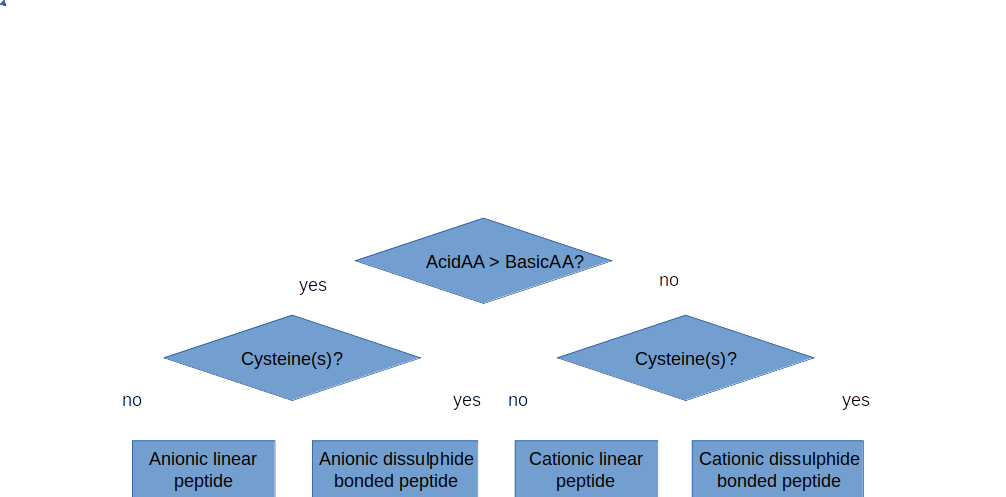 AcidAA > BasicAA?
yes
no
Cysteine(s)?
Cysteine(s)?
no
yes
no
yes
Anionic linear
peptide
Anionic dissulphide
bonded peptide
Cationic linear
peptide
Cationic dissulphide
bonded peptide